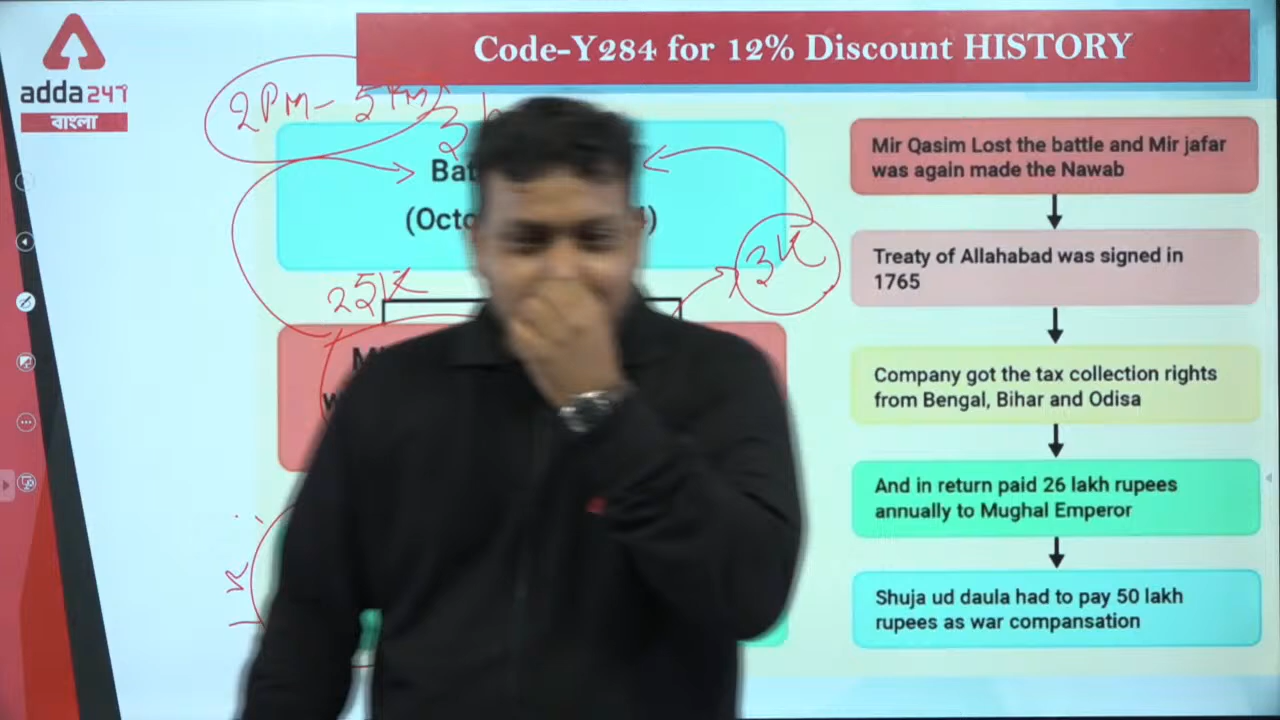 Code-Y284 for 12% Discount HISTORY
adda247
বাংলা
2PM - 5PM
3
25K
3K
Mir Qasim Lost the battle and Mir jafar
was again made the Nawab
Treaty of Allahabad was signed in
1765
Company got the tax collection rights
from Bengal, Bihar and Odisa
And in return paid 26 lakh rupees
annually to Mughal Emperor
Shuja ud daula had to pay 50 lakh
rupees as war compansation